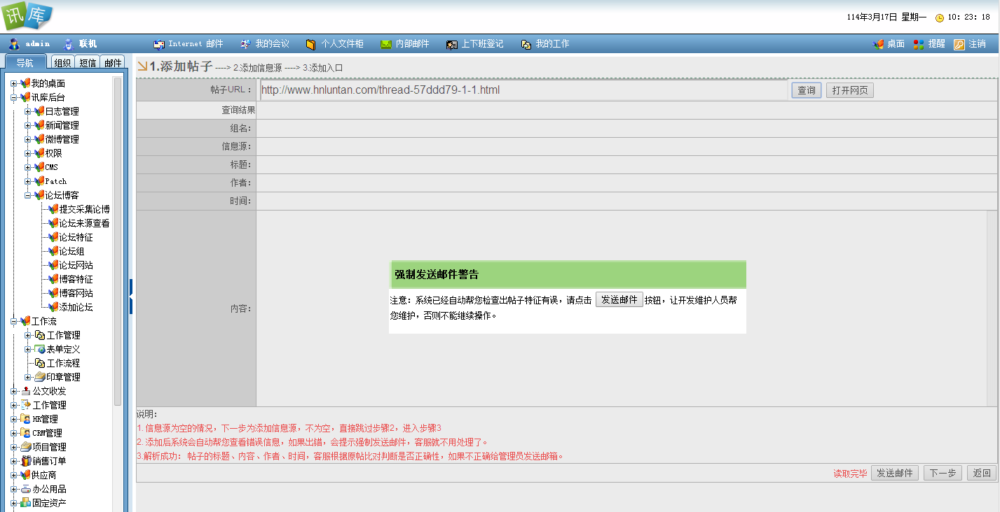 讯库
114年3月17日 星期一 10: 23: 18
admin 联机 Internet 邮件 我的会议 个人文件柜 内部邮件 上下班登记 我的工作 桌面 提醒 注销
导航 组织 短信 邮件
我的桌面
讯库后台
日志管理
新闻管理
微博管理
权限
CMS
Patch
论坛博客
提交采集论博
论坛来源查看
论坛特征
论坛组
论坛网站
博客特征
博客网站
添加论坛
工作流
工作管理
表单定义
工作流程
印章管理
公文收发
工作管理
HR管理
CRM管理
项目管理
销售订单
供应商
办公用品
固定资产
1.添加帖子 ----> 2.添加信息源 ----> 3.添加入口
帖子URL： http://www.hnluntan.com/thread-57ddd79-1-1.html 查询 打开网页
查询结果
组名：
信息源：
标题：
作者：
时间：
内容：
强制发送邮件警告
注意：系统已经自动帮您检查出帖子特征有误，请点击 发送邮件 按钮，让开发维护人员帮
您维护，否则不能继续操作。
说明：
1. 信息源为空的情况，下一步为添加信息源，不为空，直接跳过步骤2，进入步骤3
2. 添加后系统会自动帮您查看错误信息，如果出错，会提示强制发送邮件，客服就不用处理了。
3.解析成功： 帖子的标题、内容、作者、时间，客服根据原帖比对判断是否正确性，如果不正确给管理员发送邮箱。
读取完毕 发送邮件 下一步 返回